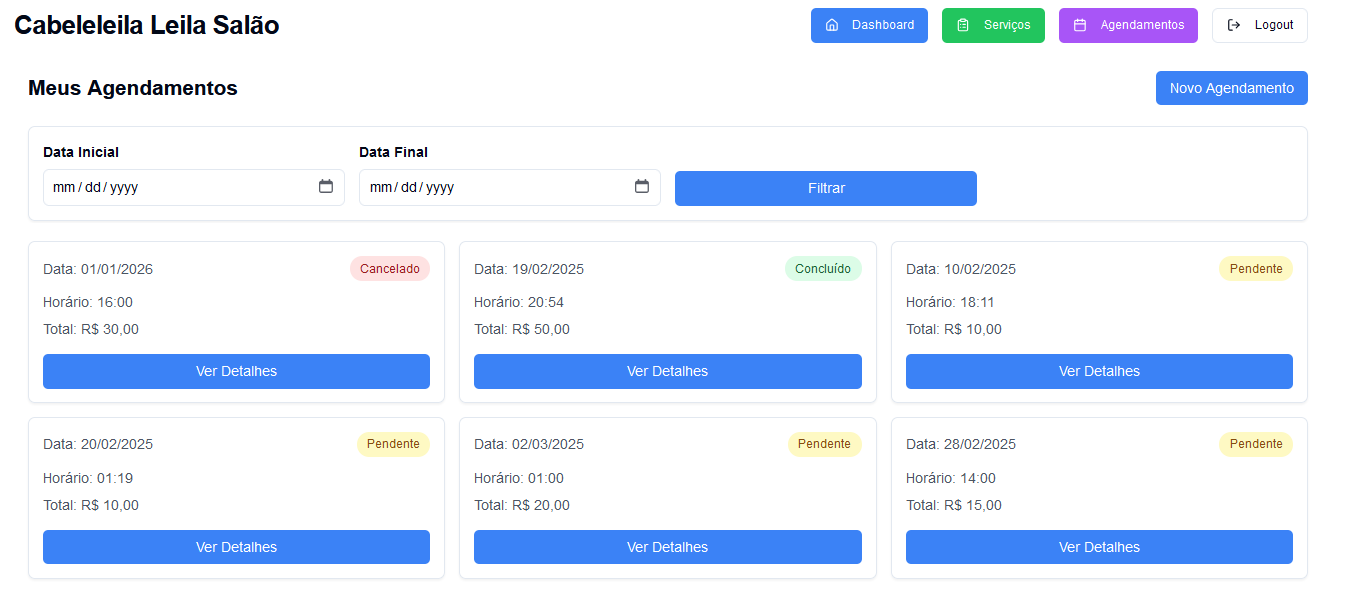 Cabeleleila Leila Salão
Dashboard
Serviços
Agendamentos
Logout
Meus Agendamentos
Novo Agendamento
Data Inicial
Data Final
mm/dd/yyyy
mm/dd/yyyy
Filtrar
Data: 01/01/2026
Cancelado
Horário: 16:00
Total: R$ 30,00
Ver Detalhes
Data: 19/02/2025
Concluído
Horário: 20:54
Total: R$ 50,00
Ver Detalhes
Data: 10/02/2025
Pendente
Horário: 18:11
Total: R$ 10,00
Ver Detalhes
Data: 20/02/2025
Pendente
Horário: 01:19
Total: R$ 10,00
Ver Detalhes
Data: 02/03/2025
Pendente
Horário: 01:00
Total: R$ 20,00
Ver Detalhes
Data: 28/02/2025
Pendente
Horário: 14:00
Total: R$ 15,00
Ver Detalhes